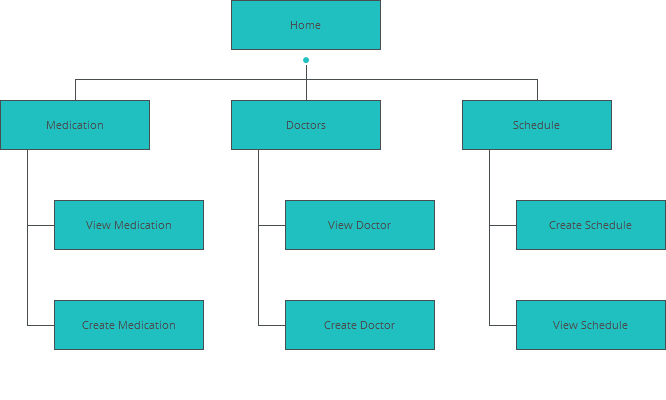 Home
Medication
Doctors
Schedule
View Medication
View Doctor
Create Schedule
Create Medication
Create Doctor
View Schedule